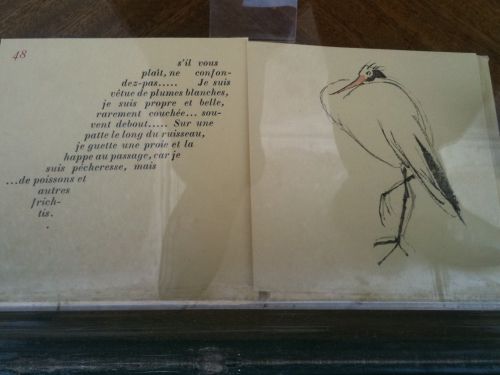 48
s'il vous
plaît, ne confon-
dez-pas..... Je suis
vêtue de plumes blanches,
je suis propre et belle,
rarement couchée... sou-
vent debout..... Sur une
patte le long du ruisseau,
je guette une proie et la
happe au passage, car je
suis pécheresse, mais
...de poissons et
autres
frich-
tis.